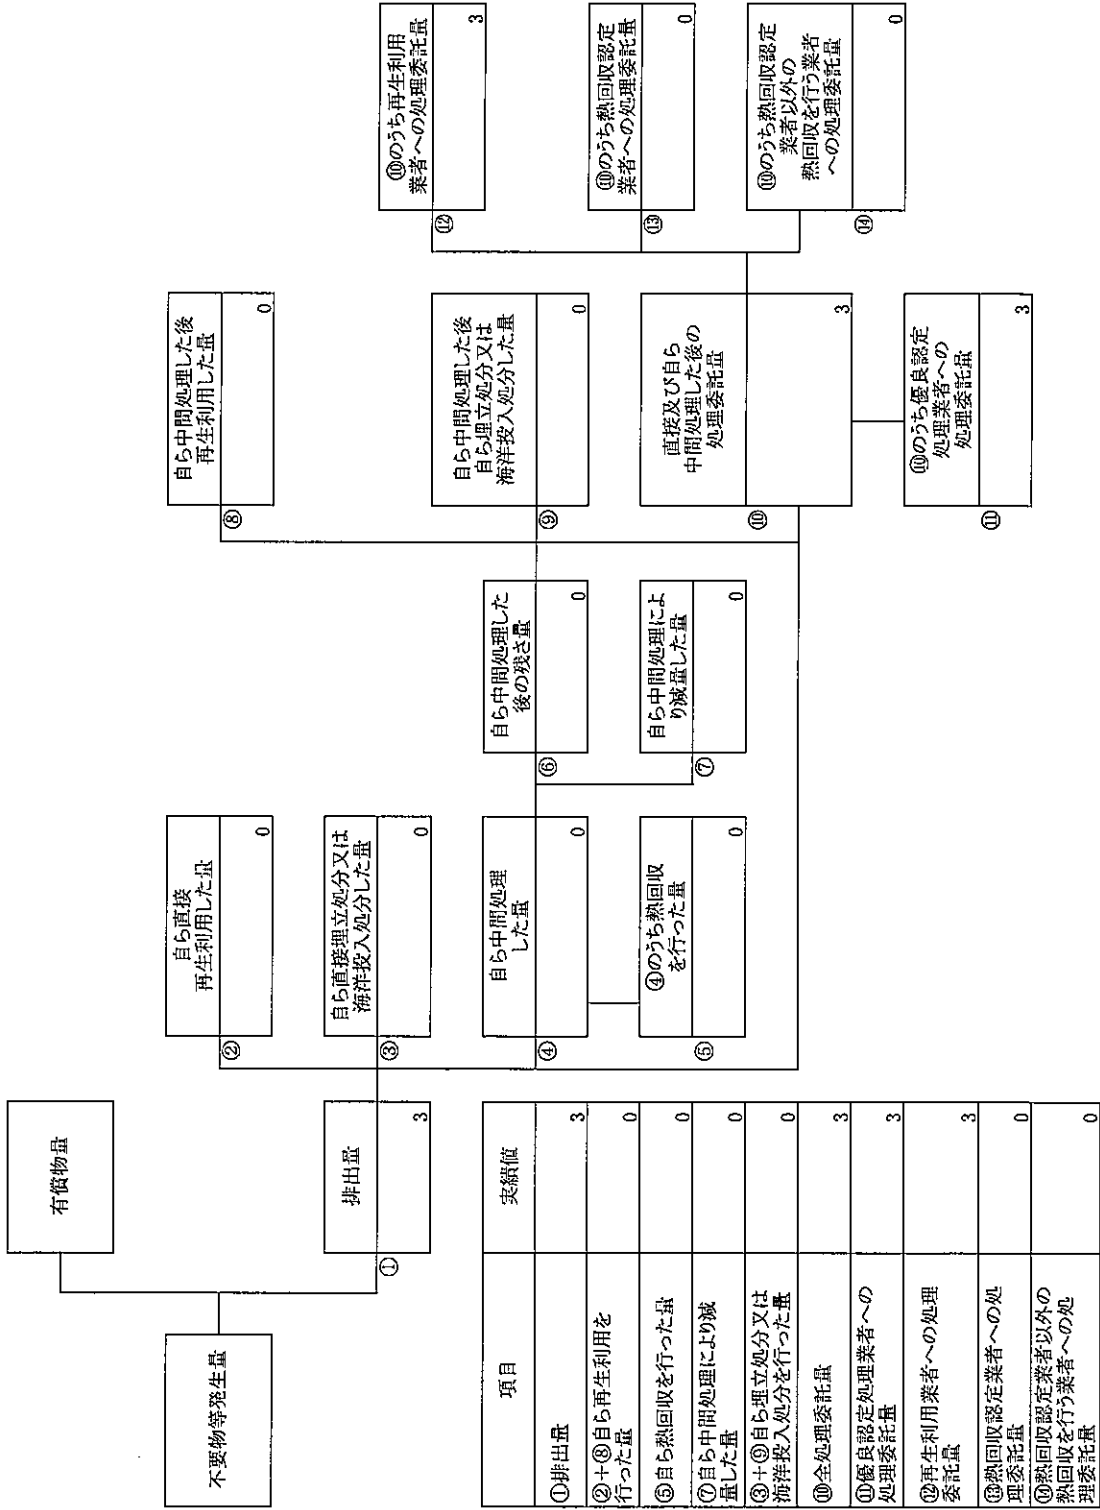 不要物等発生量
有償物量
①
排出量
3
②
自ら直接
再生利用した量
0
③
自ら直接埋立処分又は
海洋投入処分した量
0
④
自ら中間処理
した量
0
⑤
④のうち熱回収
を行った量
0
⑥
自ら中間処理した
後の残さ量
0
⑦
自ら中間処理によ
り減量した量
0
⑧
自ら中間処理した後
再生利用した量
0
⑨
自ら中間処理した後
自ら埋立処分又は
海洋投入処分した量
0
⑩
直接及び自ら
中間処理した後の
処理委託量
3
⑪
⑩のうち優良認定
処理業者への
処理委託量
3
⑫
⑩のうち再生利用
業者への処理委託量
3
⑬
⑩のうち熱回収認定
業者への処理委託量
0
⑭
⑩のうち熱回収認定
業者以外の
熱回収を行う業者
への処理委託量
0
項目 実績値
①排出量 3
②+⑧自ら再生利用を
行った量 0
⑤自ら熱回収を行った量 0
⑦自ら中間処理により減
量した量 0
③+⑨自ら埋立処分又は
海洋投入処分を行った量 0
⑩全処理委託量 3
⑪優良認定処理業者への
処理委託量 3
⑫再生利用業者への処理
委託量 3
⑬熱回収認定業者への処
理委託量 0
⑭熱回収認定業者以外の
熱回収を行う業者への処
理委託量 0